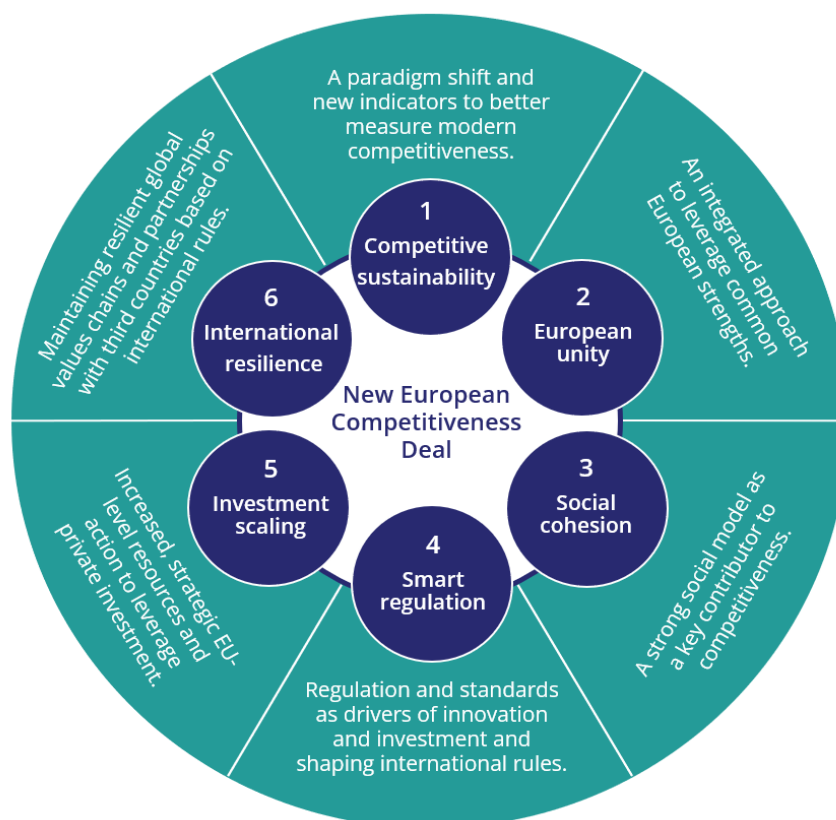 A paradigm shift and
new indicators to better
measure modern
competitiveness.
1
Competitive
sustainability
An integrated approach
to leverage common
European strengths.
2
European
unity
A strong social model as
a key contributor to
competitiveness.
3
Social
cohesion
Regulation and standards
as drivers of innovation
and investment and
shaping international rules.
4
Smart
regulation
Increased, strategic EU-
level resources and
action to leverage
private investment.
5
Investment
scaling
Maintaining resilient global
values chains and partnerships
with third countries based on
international rules.
6
International
resilience
New European
Competitiveness
Deal